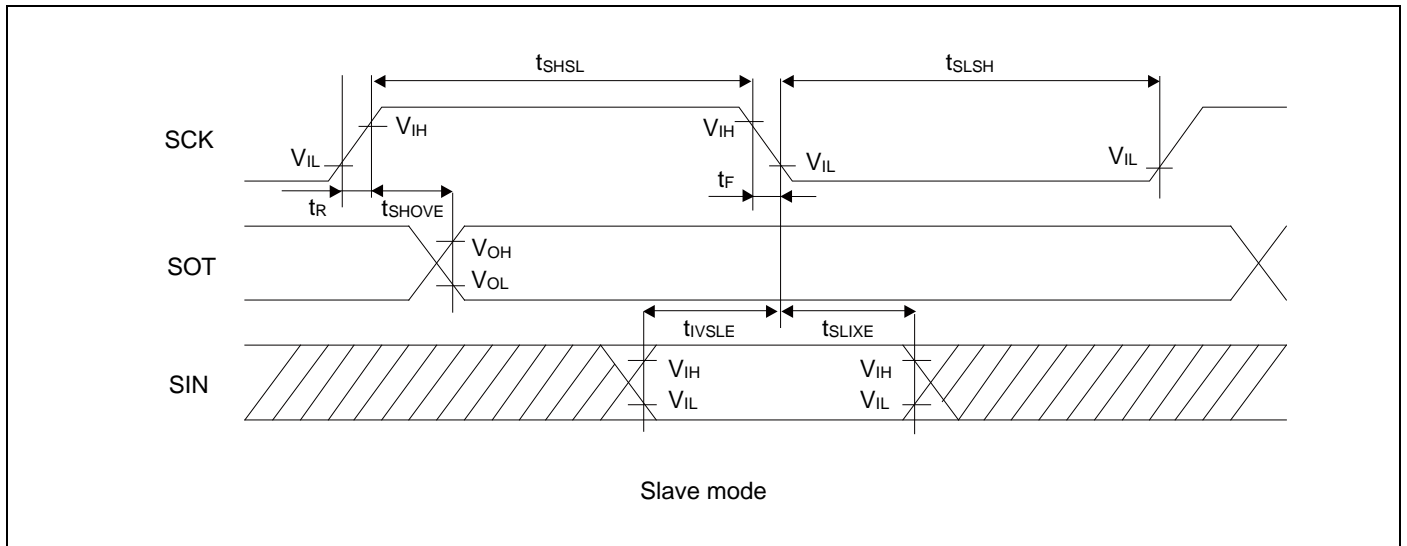 tSHSL
tSLSH
SCK
VIH
VIH
VIL
VIL
VIL
tR
tSHOVE
tF
SOT
VOH
VOL
tIVSLE
tSLIXE
SIN
VIH
VIH
VIL
VIL
Slave mode